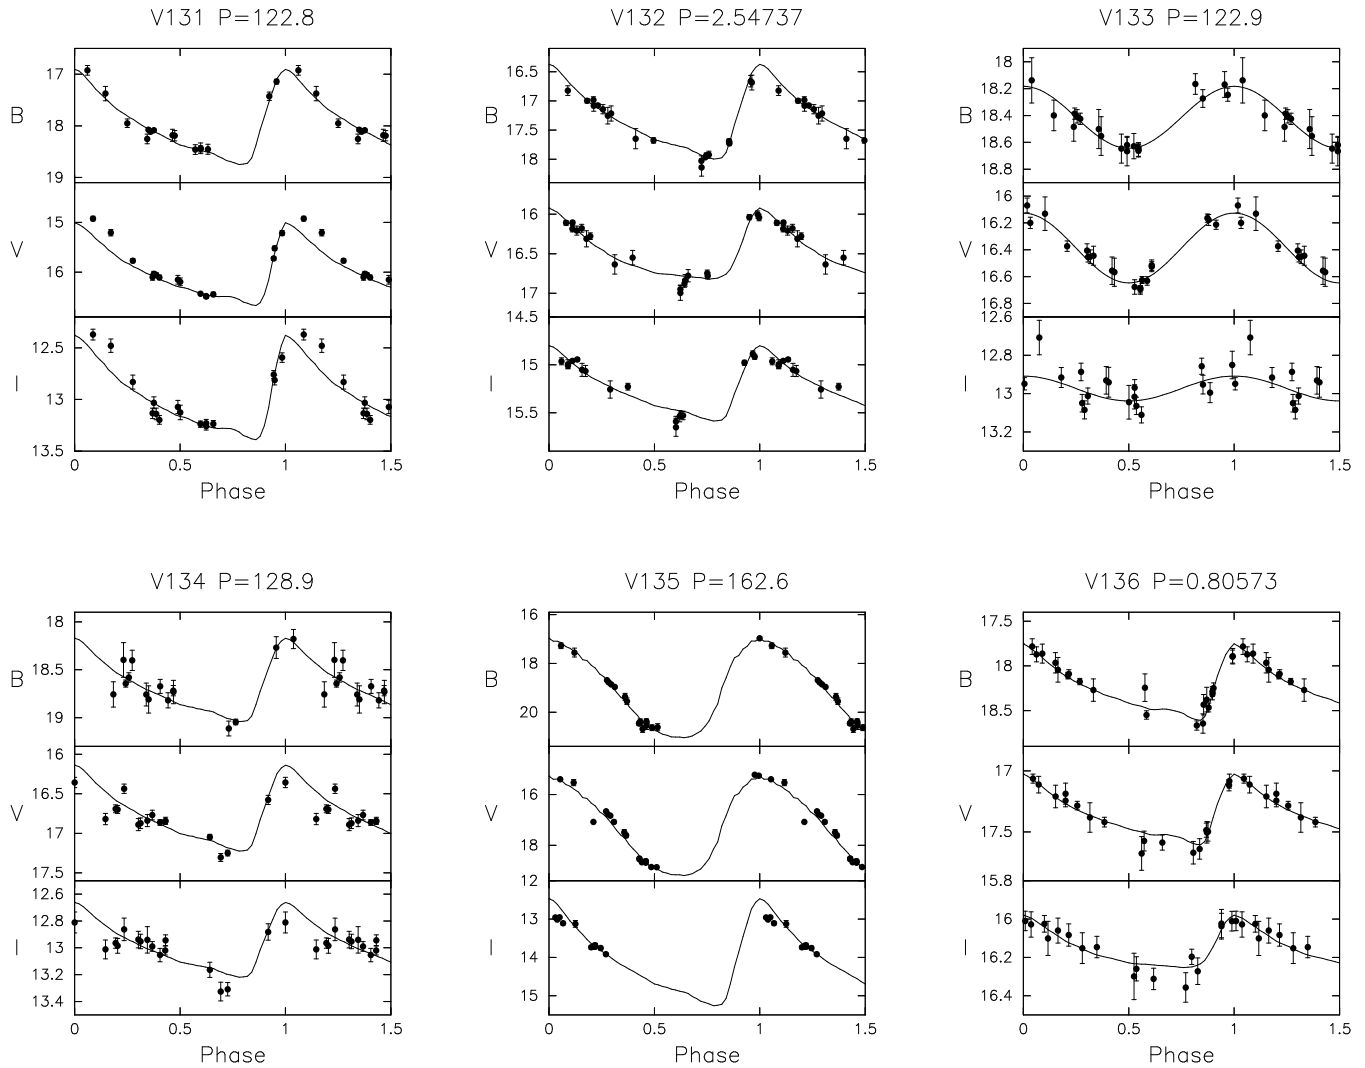 V131 P=122.8
17
18
19
B
15
16
V
12.5
13
13.5
I
0 0.5 1 1.5
Phase
V132 P=2.54737
16.5
17
17.5
18
B
16
16.5
17
V
14.5
15
15.5
I
0 0.5 1 1.5
Phase
V133 P=122.9
18
18.2
18.4
18.6
18.8
B
16
16.2
16.4
16.6
16.8
V
12.6
12.8
13
13.2
I
0 0.5 1 1.5
Phase
V134 P=128.9
18
18.5
19
B
16
16.5
17
17.5
V
12.6
12.8
13
13.2
13.4
I
0 0.5 1 1.5
Phase
V135 P=162.6
16
18
20
B
15
16
17
18
V
12
13
14
15
I
0 0.5 1 1.5
Phase
V136 P=0.80573
17.5
18
18.5
B
17
17.5
V
15.8
16
16.2
16.4
I
0 0.5 1 1.5
Phase